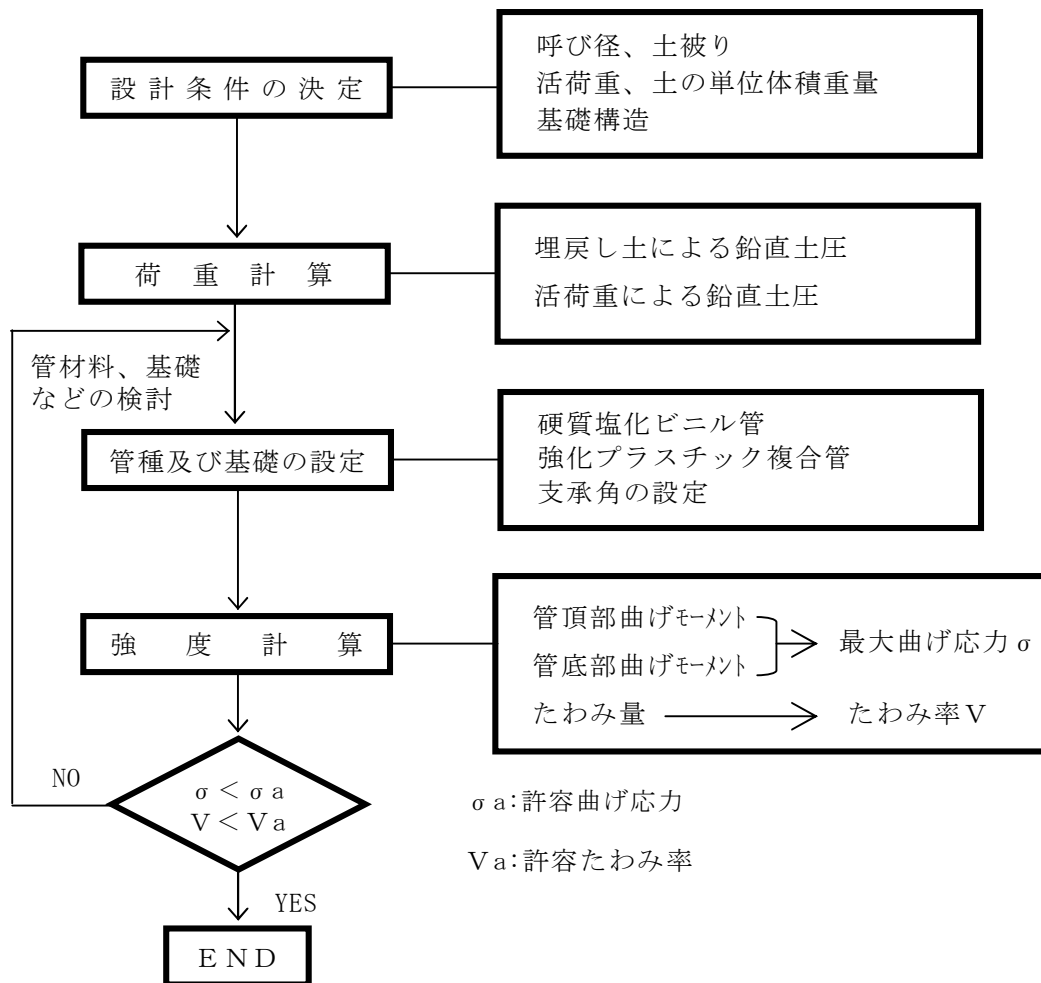 設計条件の決定
呼び径、土被り
活荷重、土の単位体積重量
基礎構造
荷重計算
埋戻し土による鉛直土圧
活荷重による鉛直土圧
管材料、基礎
などの検討
管種及び基礎の設定
硬質塩化ビニル管
強化プラスチック複合管
支承角の設定
強度計算
管頂部曲げモーメント
管底部曲げモーメント
最大曲げ応力σ
たわみ量
たわみ率V
NO
σ<σa
V<Va
σa:許容曲げ応力
Va:許容たわみ率
YES
END